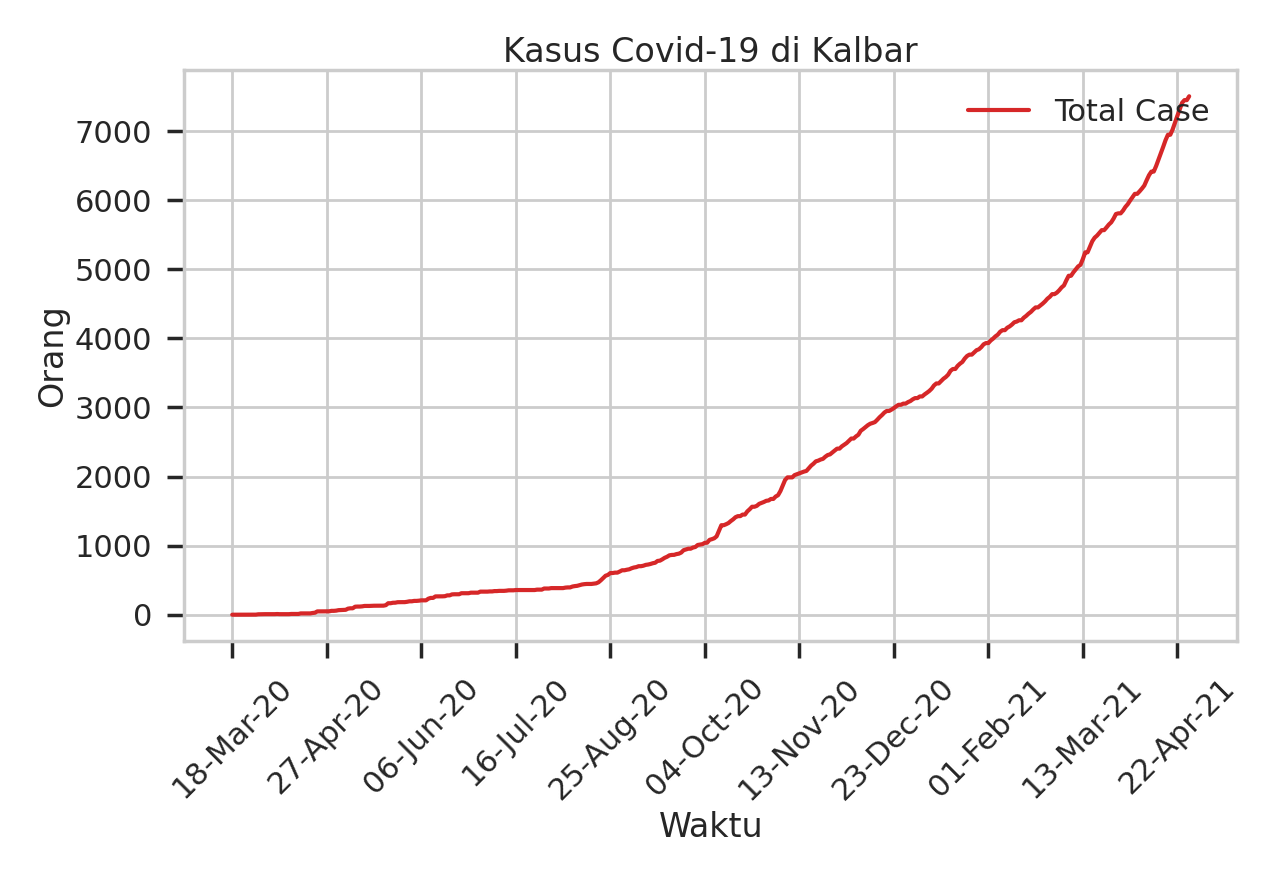 Kasus Covid-19 di Kalbar
Total Case
7000
6000
5000
4000
3000
2000
1000
0
Orang
18-Mar-20
27-Apr-20
06-Jun-20
16-Jul-20
25-Aug-20
04-Oct-20
13-Nov-20
23-Dec-20
01-Feb-21
13-Mar-21
22-Apr-21
Waktu